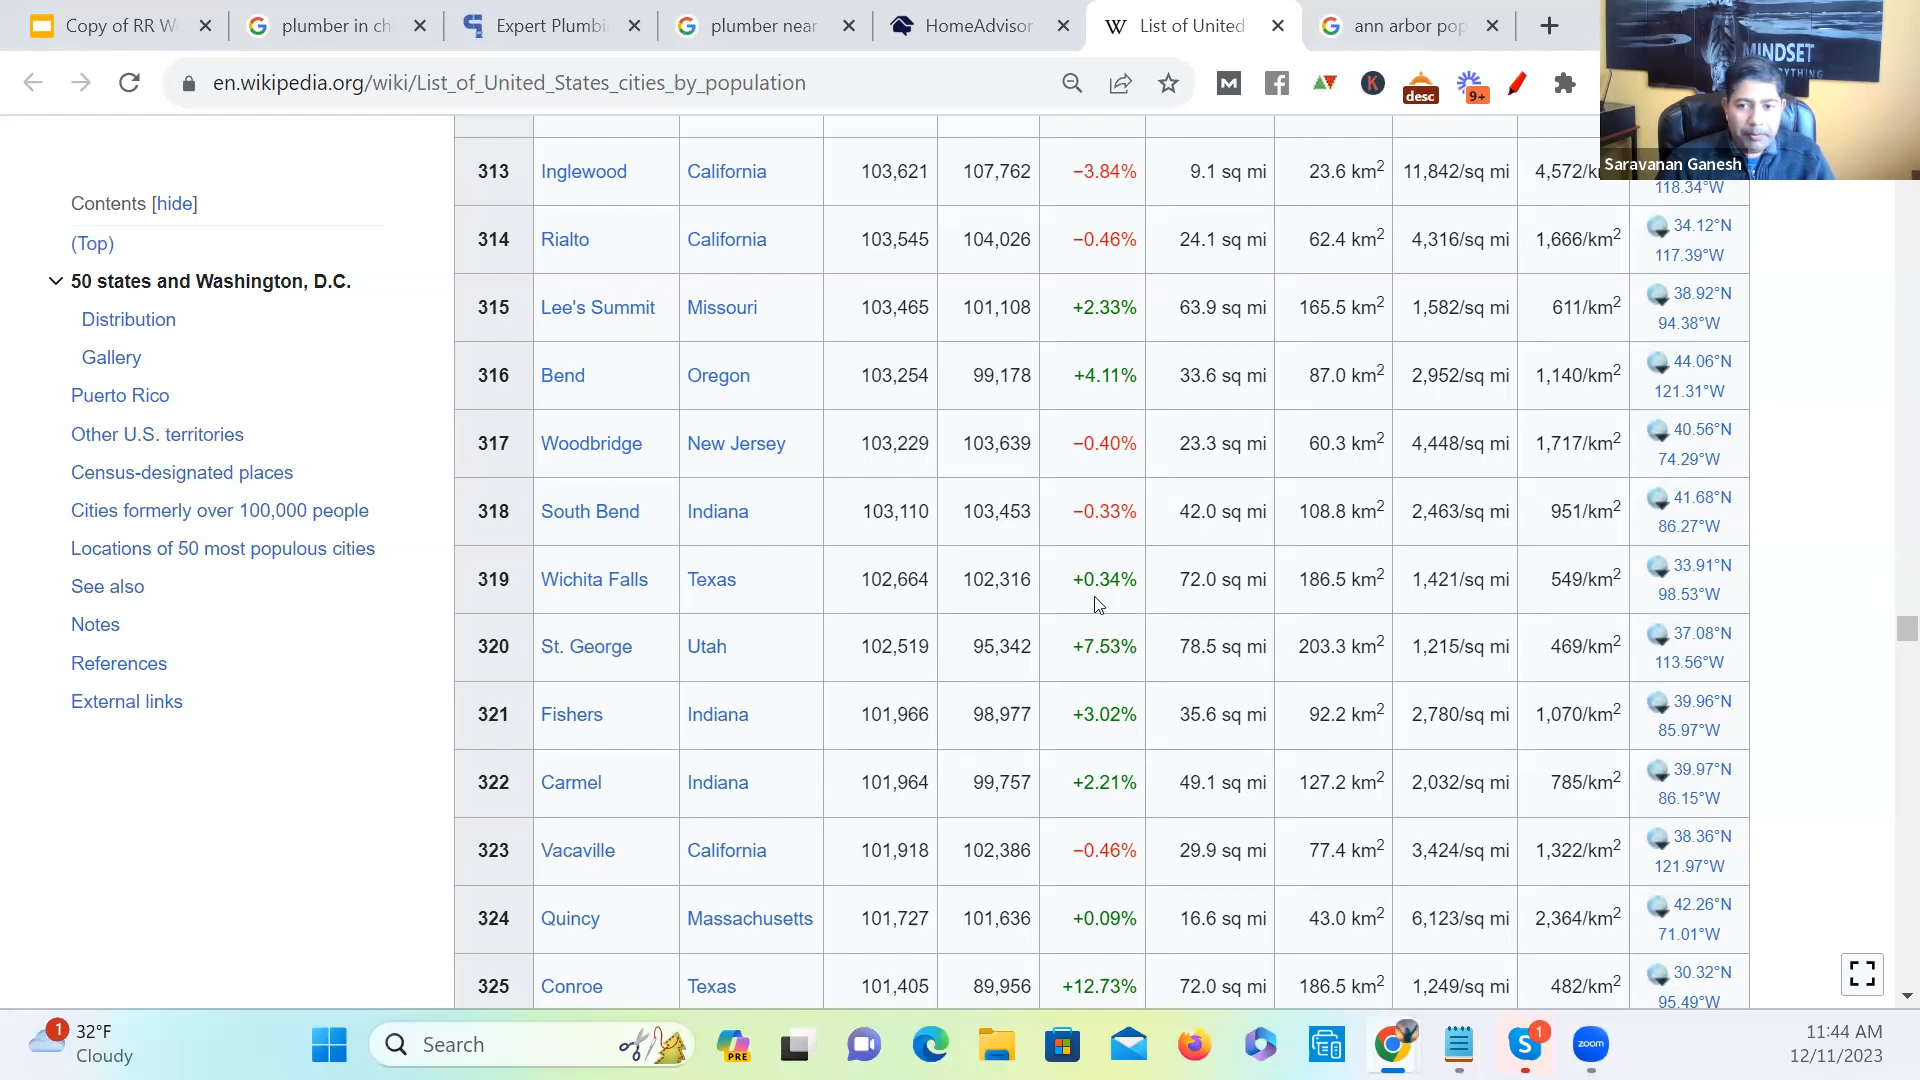 Copy of RR W
plumber in ch
Expert Plumbi
plumber near
HomeAdvisor
List of United
ann arbor pop
MINDSET
en.wikipedia.org/wiki/List_of_United_States_cities_by_population
desc
9+
Saravanan Ganesh
Contents [hide]
(Top)
50 states and Washington, D.C.
Distribution
Gallery
Puerto Rico
Other U.S. territories
Census-designated places
Cities formerly over 100,000 people
Locations of 50 most populous cities
See also
Notes
References
External links
313 Inglewood California 103,621 107,762 −3.84% 9.1 sq mi 23.6 km2 11,842/sq mi 4,572/k
118.34°W
314 Rialto California 103,545 104,026 −0.46% 24.1 sq mi 62.4 km2 4,316/sq mi 1,666/km2 34.12°N
117.39°W
315 Lee's Summit Missouri 103,465 101,108 +2.33% 63.9 sq mi 165.5 km2 1,582/sq mi 611/km2 38.92°N
94.38°W
316 Bend Oregon 103,254 99,178 +4.11% 33.6 sq mi 87.0 km2 2,952/sq mi 1,140/km2 44.06°N
121.31°W
317 Woodbridge New Jersey 103,229 103,639 −0.40% 23.3 sq mi 60.3 km2 4,448/sq mi 1,717/km2 40.56°N
74.29°W
318 South Bend Indiana 103,110 103,453 −0.33% 42.0 sq mi 108.8 km2 2,463/sq mi 951/km2 41.68°N
86.27°W
319 Wichita Falls Texas 102,664 102,316 +0.34% 72.0 sq mi 186.5 km2 1,421/sq mi 549/km2 33.91°N
98.53°W
320 St. George Utah 102,519 95,342 +7.53% 78.5 sq mi 203.3 km2 1,215/sq mi 469/km2 37.08°N
113.56°W
321 Fishers Indiana 101,966 98,977 +3.02% 35.6 sq mi 92.2 km2 2,780/sq mi 1,070/km2 39.96°N
85.97°W
322 Carmel Indiana 101,964 99,757 +2.21% 49.1 sq mi 127.2 km2 2,032/sq mi 785/km2 39.97°N
86.15°W
323 Vacaville California 101,918 102,386 −0.46% 29.9 sq mi 77.4 km2 3,424/sq mi 1,322/km2 38.36°N
121.97°W
324 Quincy Massachusetts 101,727 101,636 +0.09% 16.6 sq mi 43.0 km2 6,123/sq mi 2,364/km2 42.26°N
71.01°W
325 Conroe Texas 101,405 89,956 +12.73% 72.0 sq mi 186.5 km2 1,249/sq mi 482/km2 30.32°N
95.49°W
1
32°F
Cloudy
Search
PRE
1
zoom
11:44 AM
12/11/2023